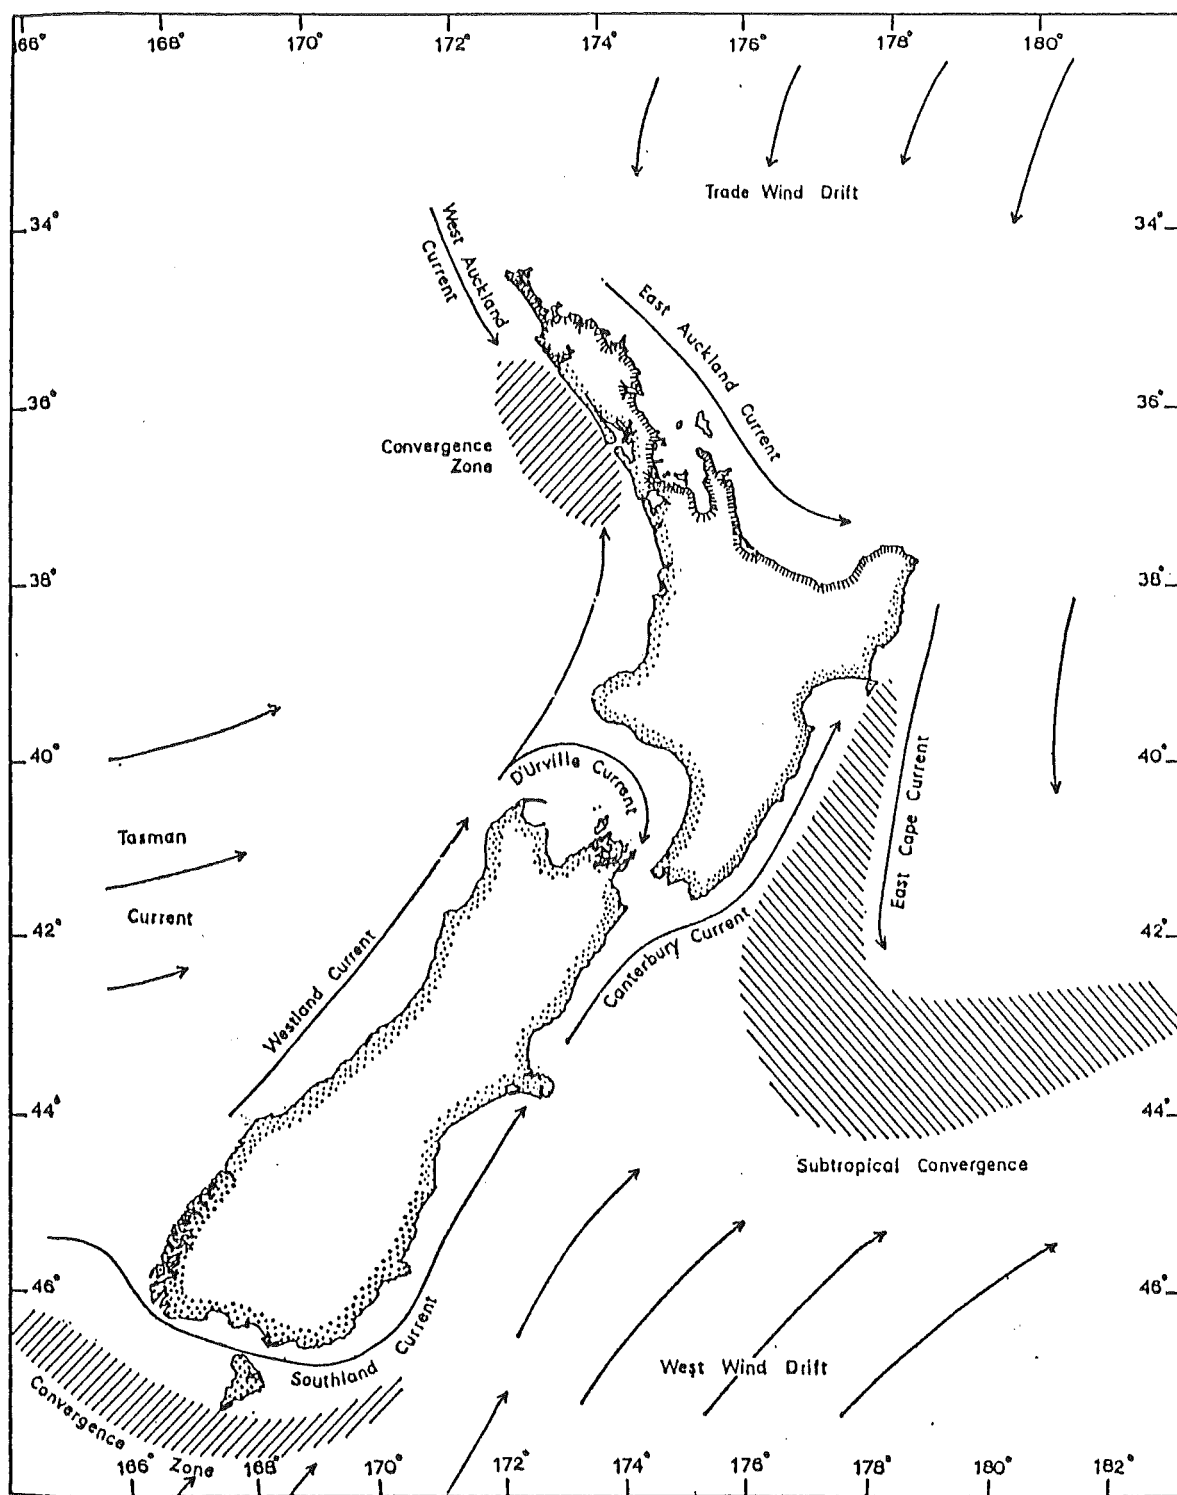 166° 168° 170° 172° 174° 176° 178° 180°
Trade Wind Drift
34° 34°
West Auckland
Current
East Auckland Current
36° 36°
Convergence
Zone
38° 38°
40° 40°
D'Urville Current
Tasman
Current
East Cape Current
42° 42°
Westland Current
Canterbury Current
44° 44°
Subtropical Convergence
46° 46°
Southland Current
West Wind Drift
Convergence Zone
166° 168° 170° 172° 174° 176° 178° 180° 182°